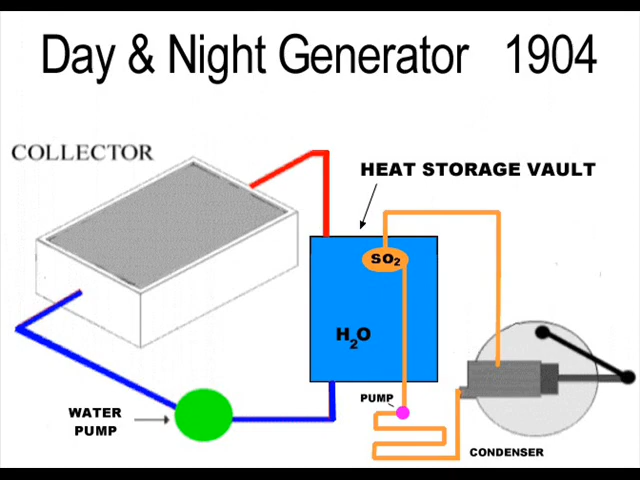 Day & Night Generator 1904
COLLECTOR
HEAT STORAGE VAULT
SO₂
H₂O
PUMP
WATER
PUMP
CONDENSER